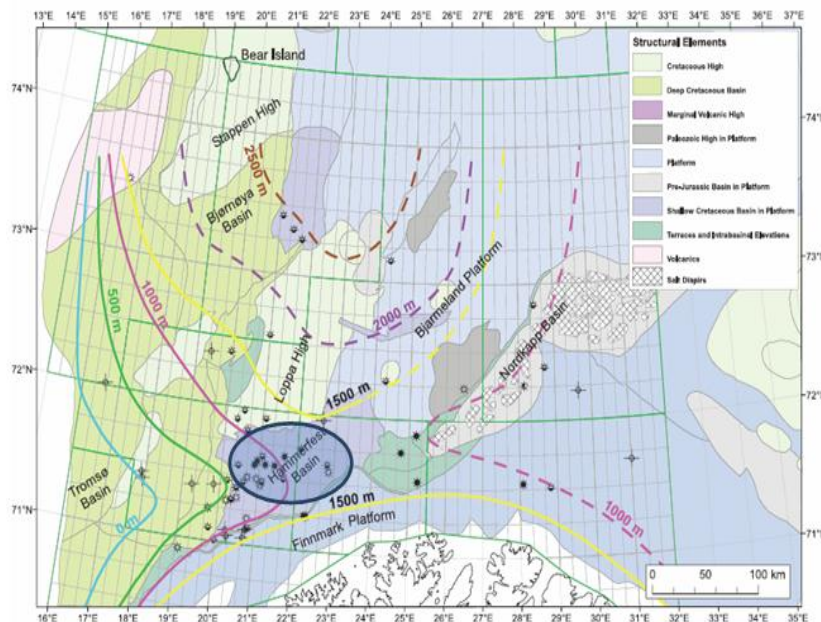 16°E 17°E 18°E 19°E 20°E 21°E 22°E 23°E 24°E 25°E 26°E 27°E 28°E 29°E 30°E 31°E 32°E 33°E 34°E 35°E 36°E 37°E
Bear Island
74°N
74°N
Stappen High
2500 m
Bjørnøya
Basin
73°N
73°N
Structural Elements
Cretaceous High
Deep Cretaceous Basin
Marginal Volcanic High
Paleozoic High in Platform
Platform
Pre-Jurassic Basin in Platform
Shallow Cretaceous Basin in Platform
Terraces and Intrabasinal Elevations
Volcanics
Salt Diapirs
500 m
1000 m
2000 m
Bjarmeland Platform
Nordkapp Basin
72°N
72°N
Loppa High
1500 m
Hammerfest
Basin
Tromsø
Basin
0 m
71°N
71°N
1500 m
Finnmark Platform
1000 m
0 50 100 km
16°E 17°E 18°E 19°E 20°E 21°E 22°E 23°E 24°E 25°E 26°E 27°E 28°E 29°E 30°E 31°E 32°E 33°E